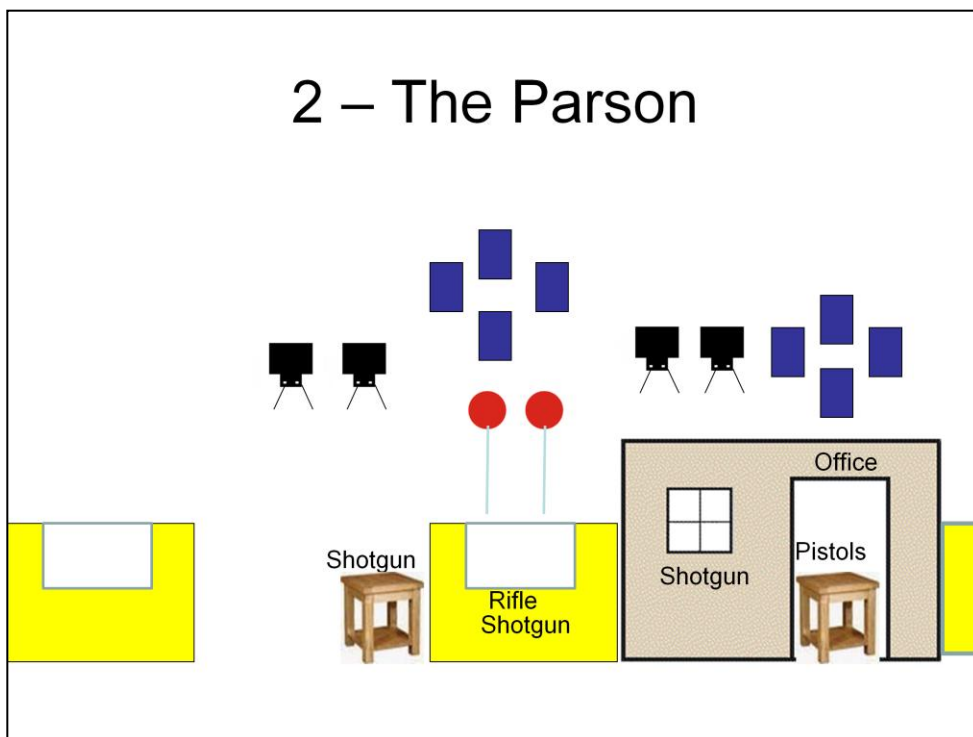 2 – The Parson
Office
Shotgun
Pistols
Shotgun
Rifle
Shotgun